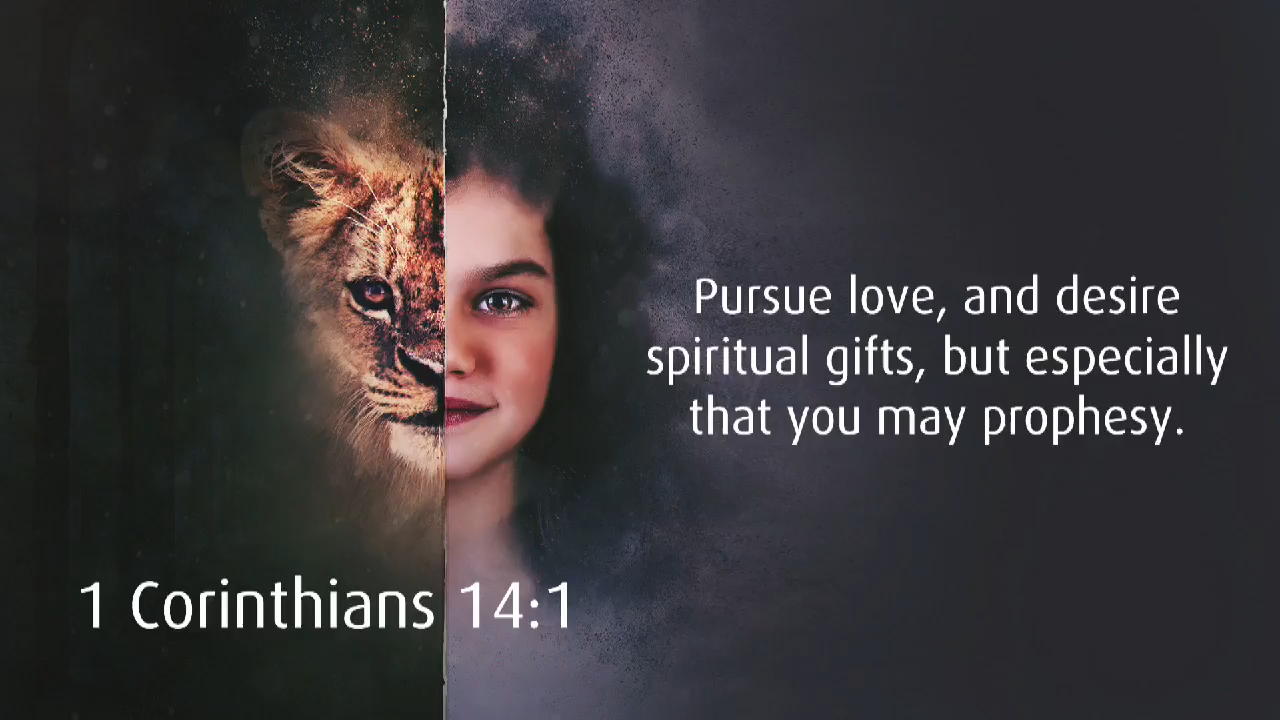 Pursue love, and desire
spiritual gifts, but especially
that you may prophesy.
1 Corinthians 14:1